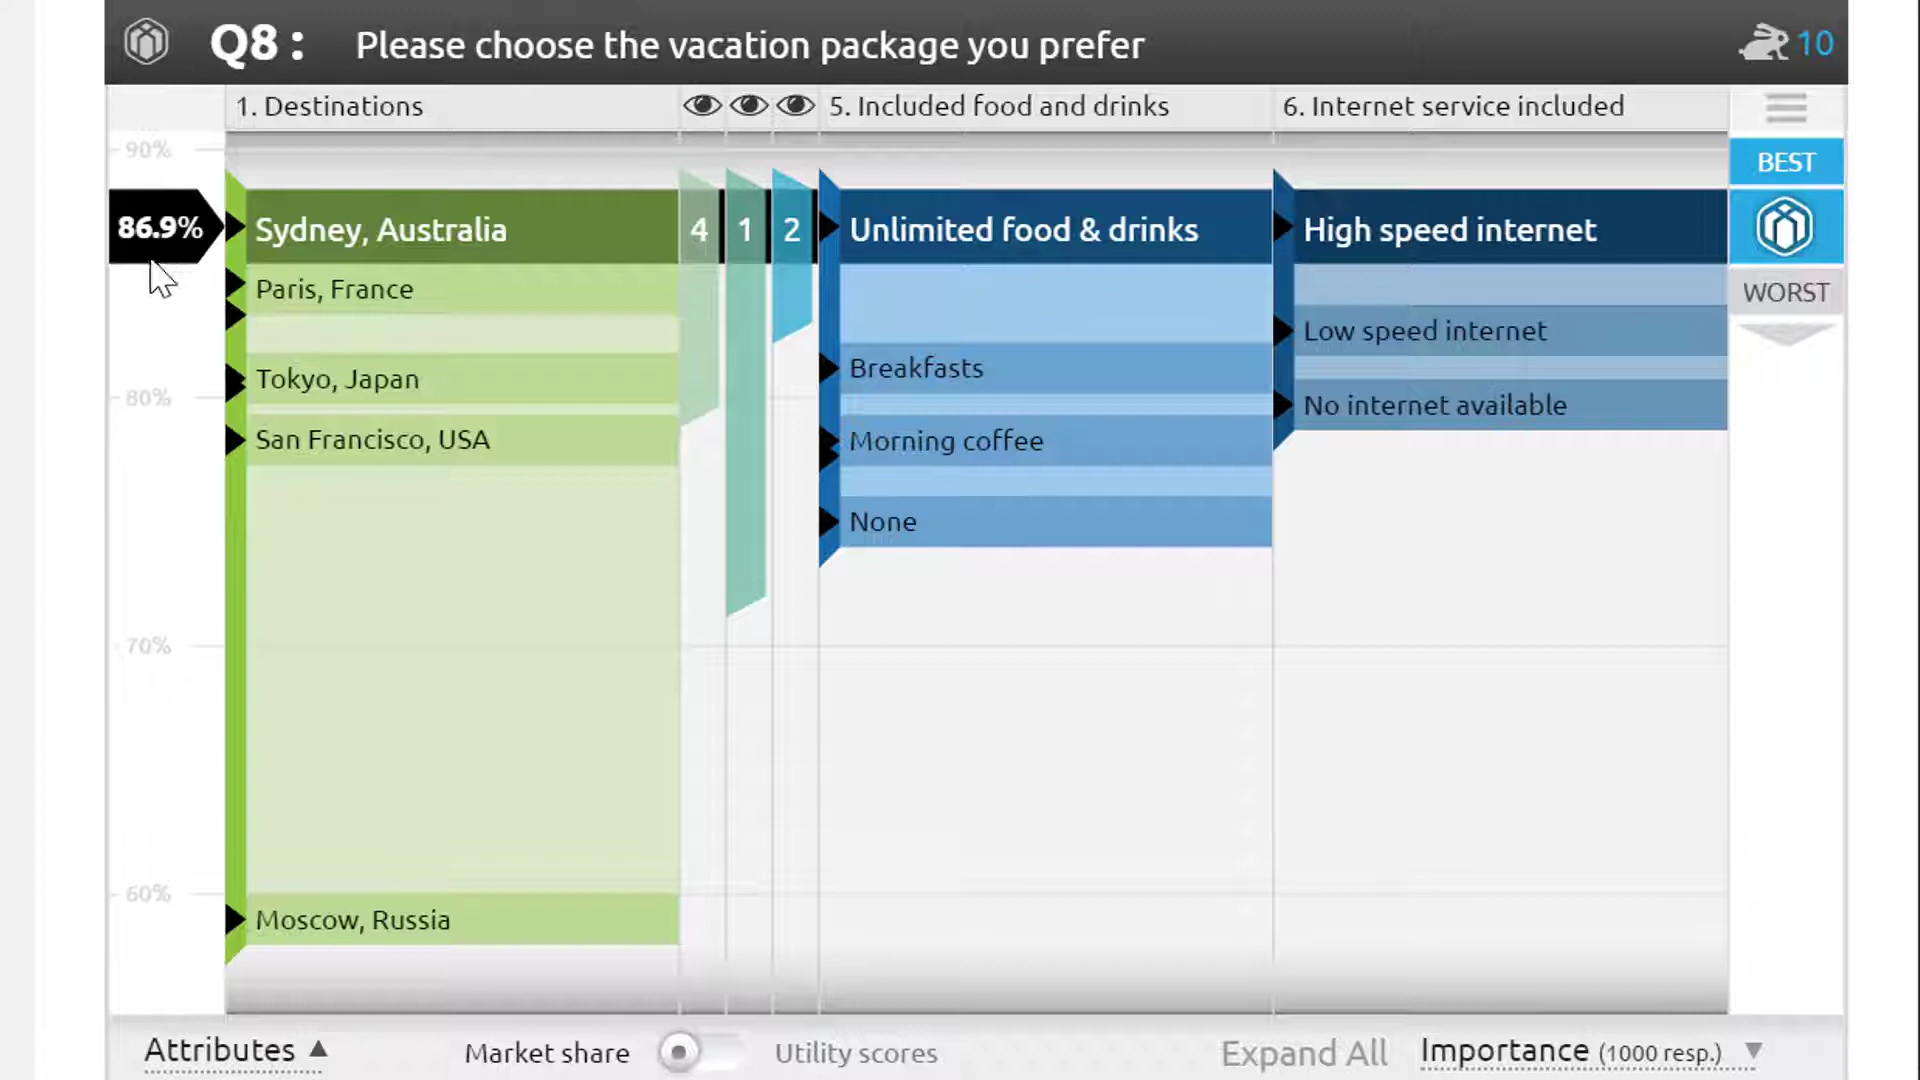 Q8 : Please choose the vacation package you prefer 10
1. Destinations 5. Included food and drinks 6. Internet service included
90%
BEST
86.9% Sydney, Australia 4 1 2 Unlimited food & drinks High speed internet
Paris, France
WORST
Low speed internet
Breakfasts
Tokyo, Japan
80%
No internet available
San Francisco, USA
Morning coffee
None
70%
60%
Moscow, Russia
Attributes Market share Utility scores Expand All Importance (1000 resp.)